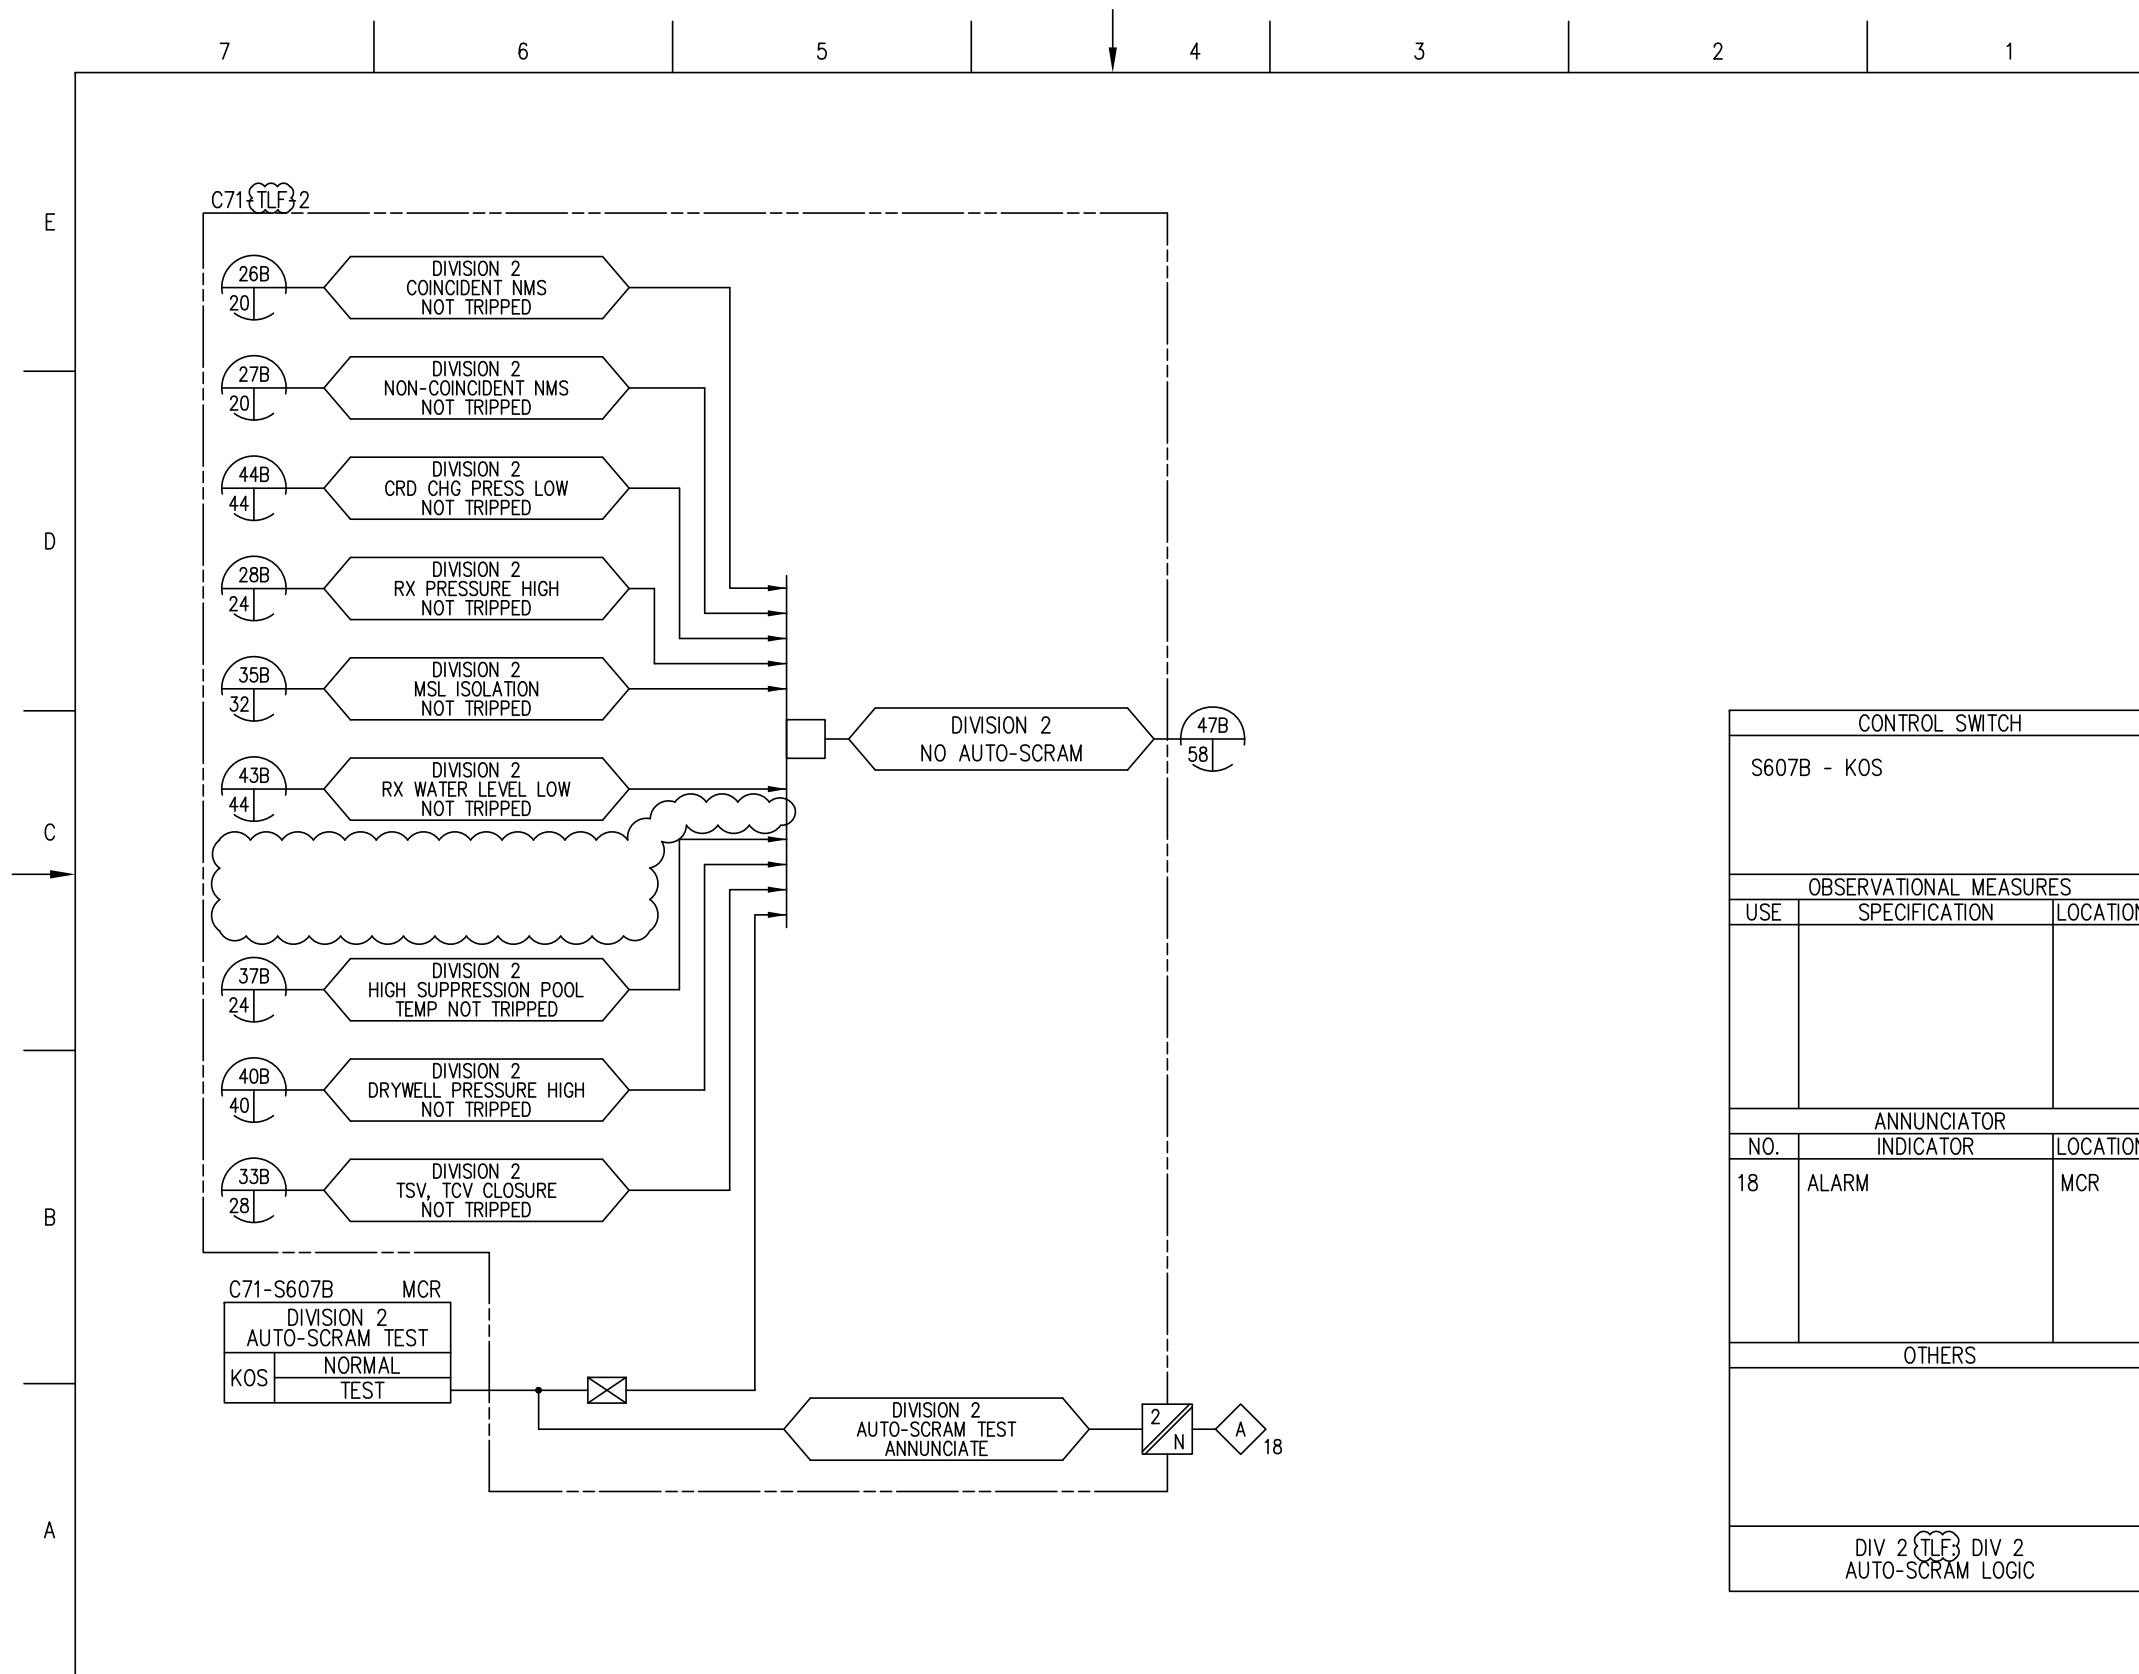 7 6 5 4 3 2 1
E
D
C
B
A
C71-TLF-2
26B
20
DIVISION 2
COINCIDENT NMS
NOT TRIPPED
27B
20
DIVISION 2
NON-COINCIDENT NMS
NOT TRIPPED
44B
44
DIVISION 2
CRD CHG PRESS LOW
NOT TRIPPED
28B
24
DIVISION 2
RX PRESSURE HIGH
NOT TRIPPED
35B
32
DIVISION 2
MSL ISOLATION
NOT TRIPPED
43B
44
DIVISION 2
RX WATER LEVEL LOW
NOT TRIPPED
37B
24
DIVISION 2
HIGH SUPPRESSION POOL
TEMP NOT TRIPPED
40B
40
DIVISION 2
DRYWELL PRESSURE HIGH
NOT TRIPPED
33B
28
DIVISION 2
TSV, TCV CLOSURE
NOT TRIPPED
DIVISION 2
NO AUTO-SCRAM
47B
58
C71-S607B MCR
DIVISION 2
AUTO-SCRAM TEST
KOS
NORMAL
TEST
DIVISION 2
AUTO-SCRAM TEST
ANNUNCIATE
2
N
A
18
CONTROL SWITCH
S607B - KOS
OBSERVATIONAL MEASURES
USE SPECIFICATION LOCATION
ANNUNCIATOR
NO. INDICATOR LOCATION
18 ALARM MCR
OTHERS
DIV 2 TLF: DIV 2
AUTO-SCRAM LOGIC